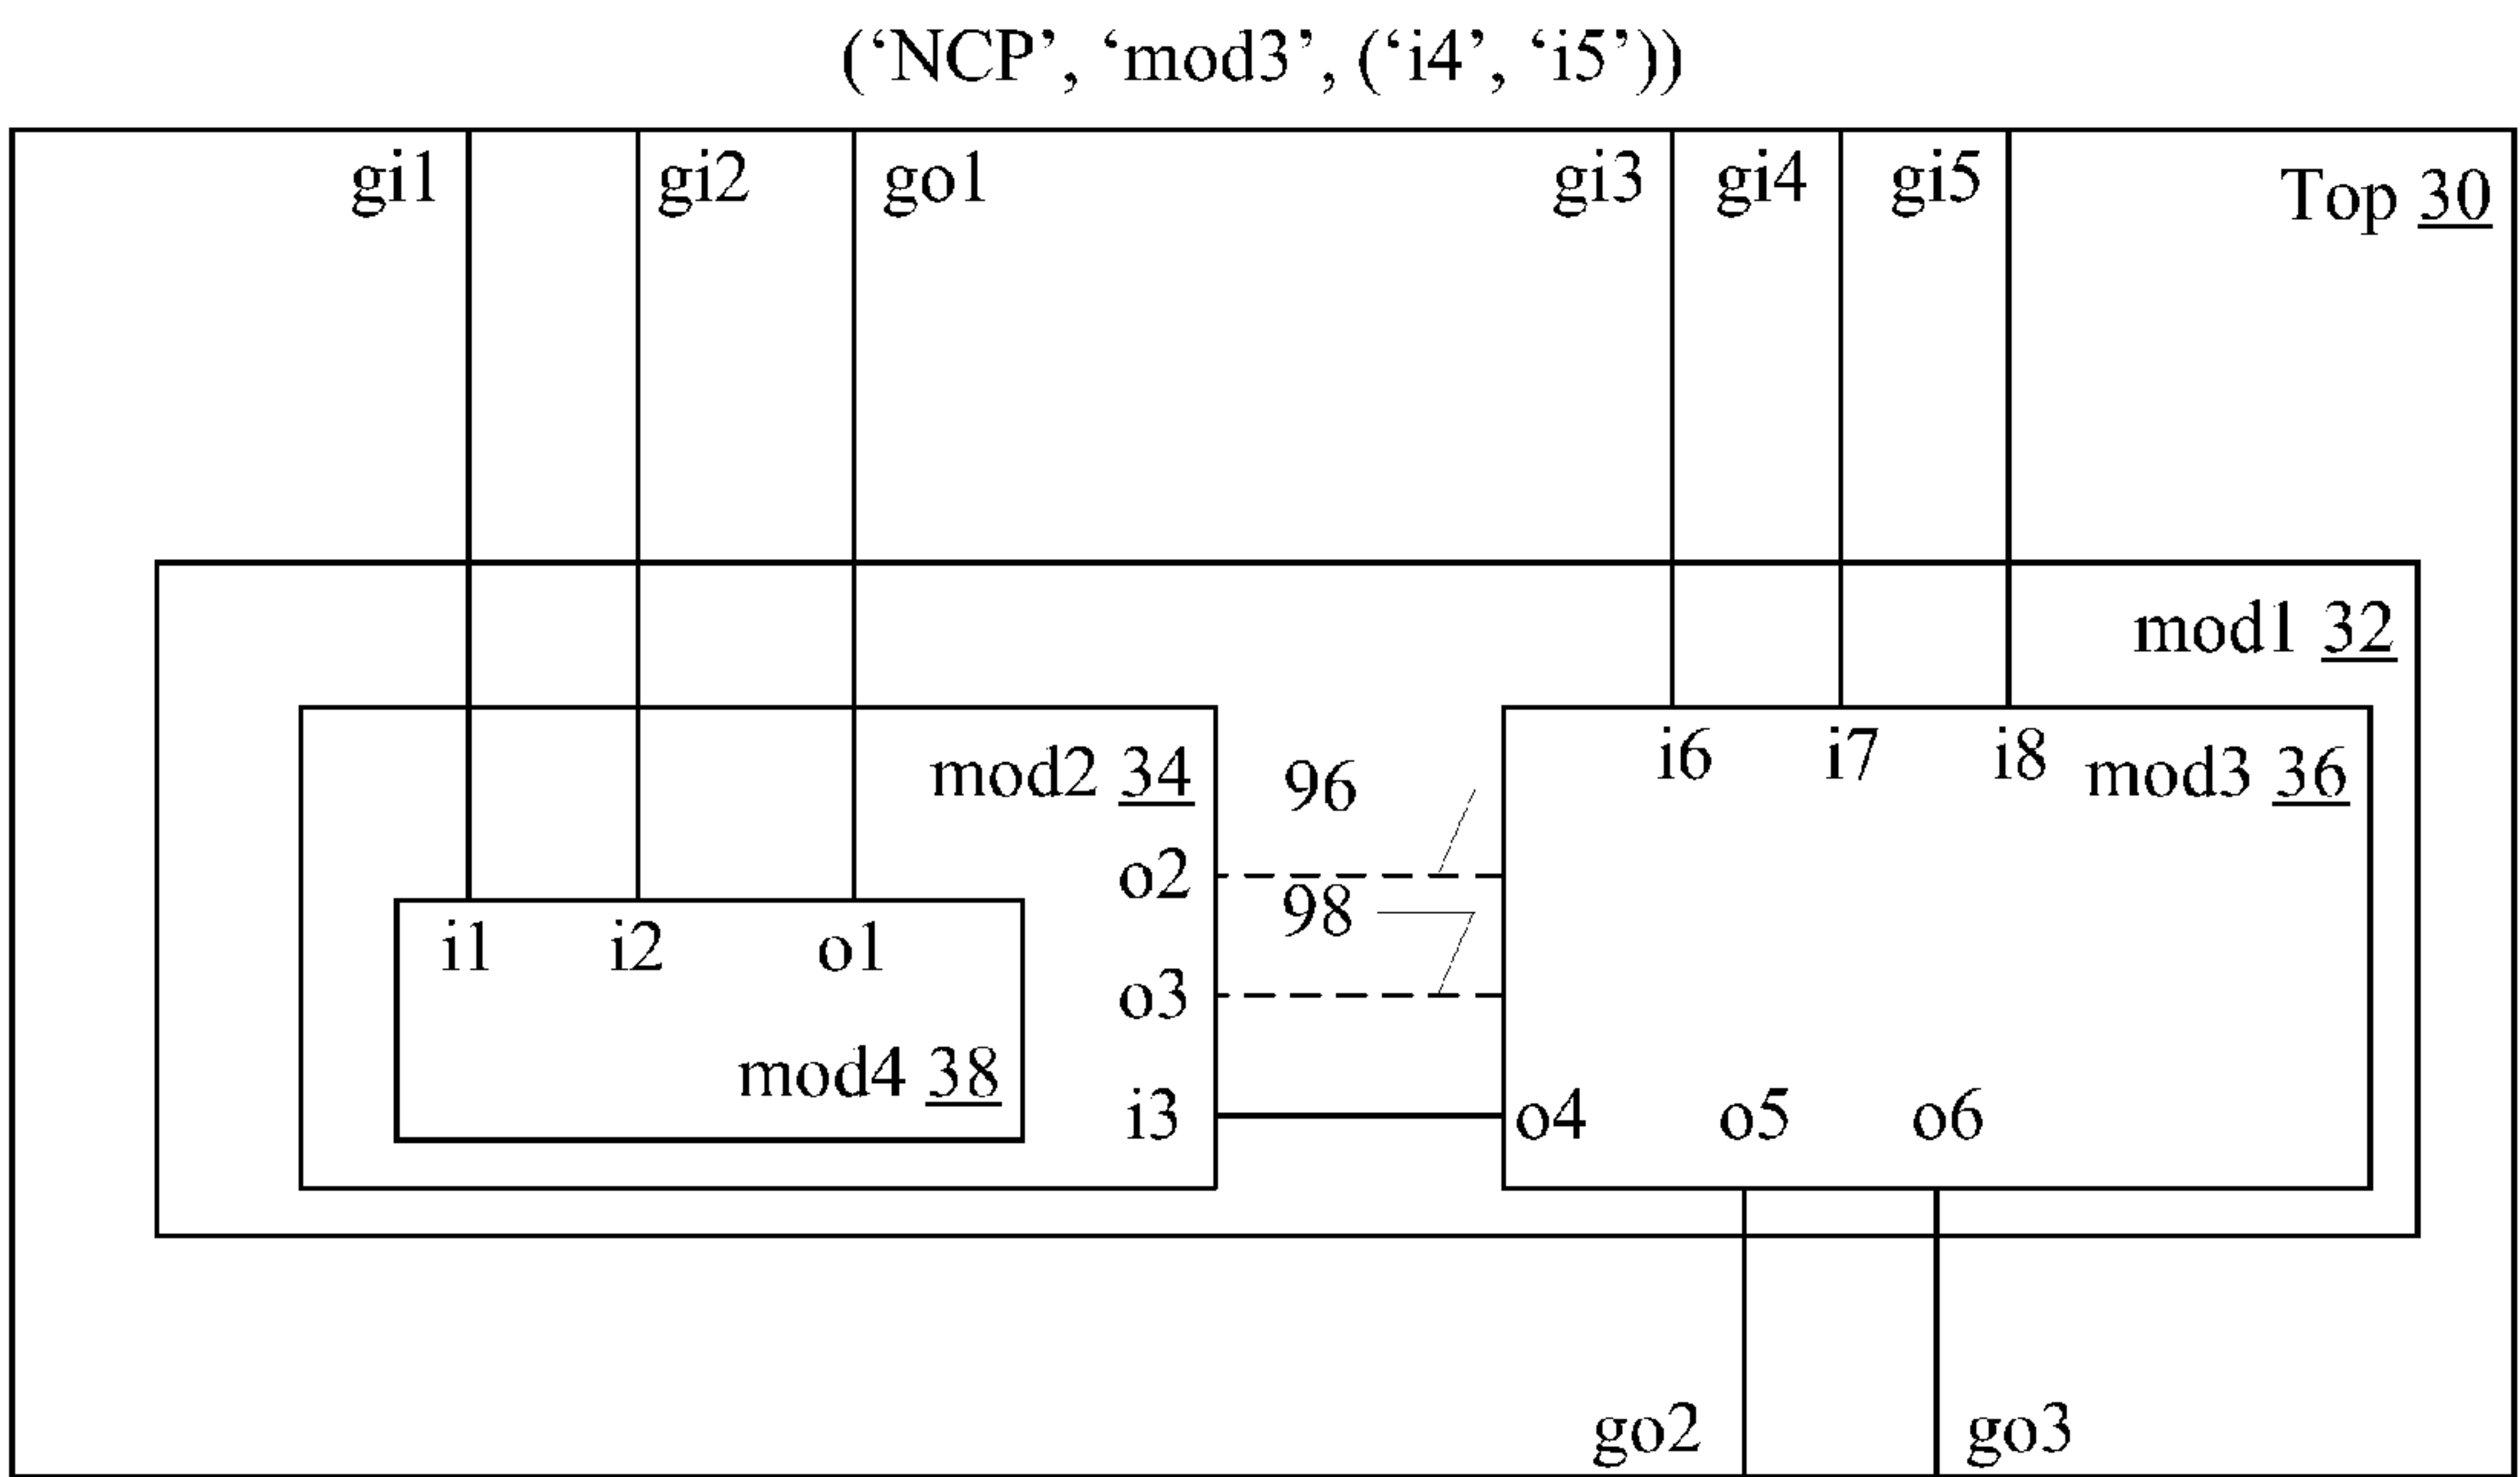 (‘NCP’, ‘mod3’, (‘i4’, ‘i5’))
gi1 gi2 go1 gi3 gi4 gi5 Top 30
mod1 32
mod2 34 96 i6 i7 i8 mod3 36
o2
98
i1 i2 o1
o3
mod4 38
i3 o4 o5 o6
go2 go3